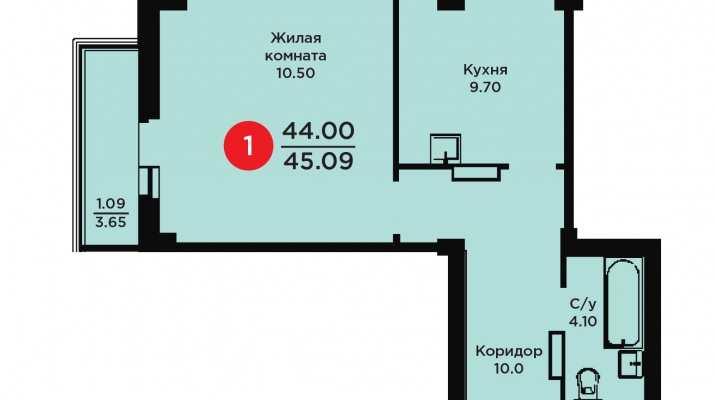 Жилая
комната
10.50
Кухня
9.70
1
44.00
45.09
1.09
3.65
С/у
4.10
Коридор
10.0